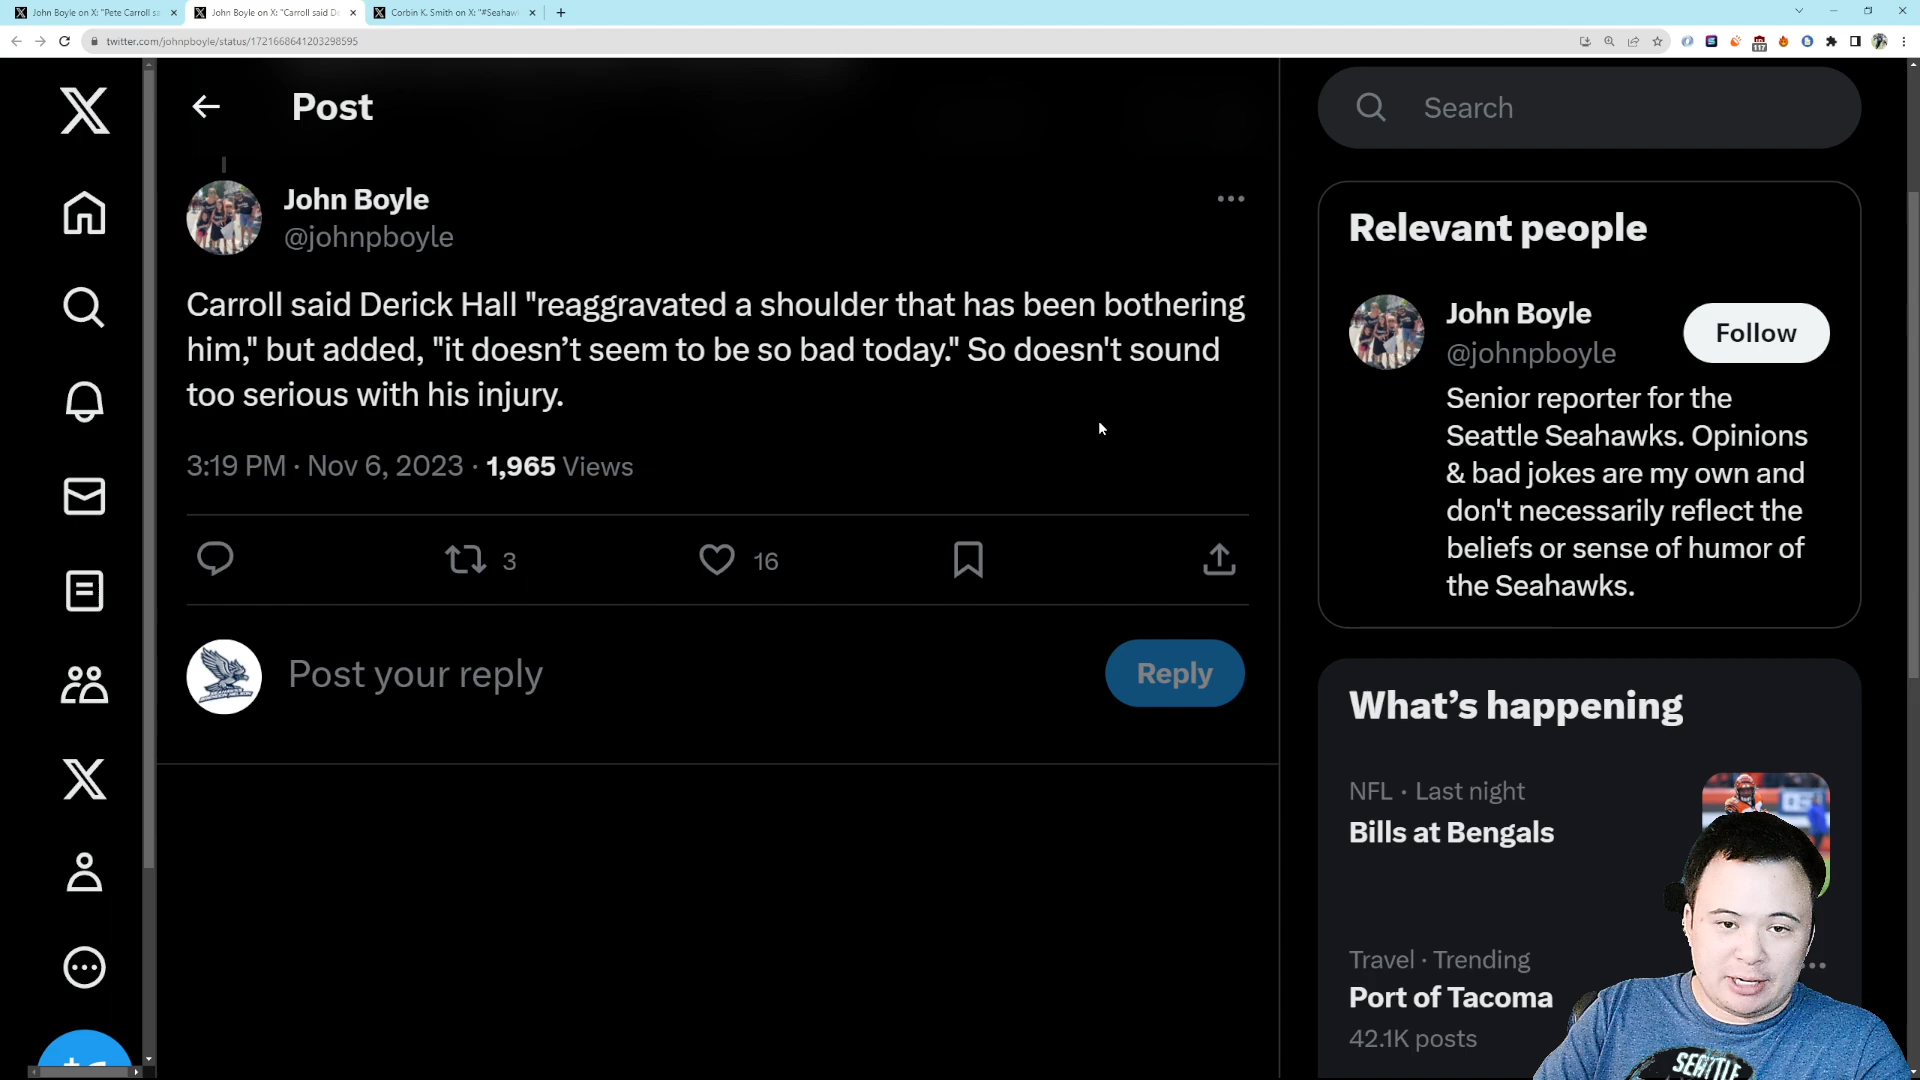 John Boyle on X: "Pete Carroll sa
John Boyle on X: "Carroll said De
Corbin K. Smith on X: "#Seahaw
twitter.com/johnpboyle/status/1721668641203298595
117
Post
Search
John Boyle
@johnpboyle
Carroll said Derick Hall "reaggravated a shoulder that has been bothering
him," but added, "it doesn’t seem to be so bad today." So doesn't sound
too serious with his injury.
3:19 PM · Nov 6, 2023 · 1,965 Views
3
16
Post your reply
Reply
Relevant people
John Boyle
@johnpboyle
Follow
Senior reporter for the
Seattle Seahawks. Opinions
& bad jokes are my own and
don't necessarily reflect the
beliefs or sense of humor of
the Seahawks.
What’s happening
NFL · Last night
Bills at Bengals
Travel · Trending
Port of Tacoma
42.1K posts
SEATTLE